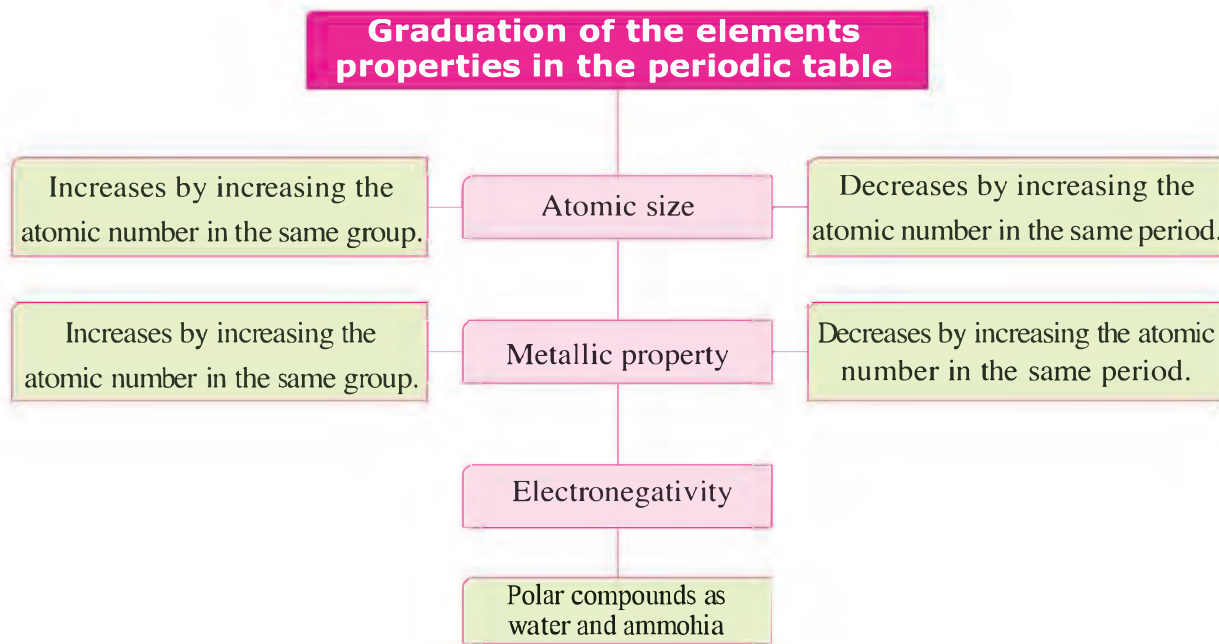 Graduation of the elements
properties in the periodic table
Increases by increasing the
atomic number in the same group.
Atomic size
Decreases by increasing the
atomic number in the same period.
Increases by increasing the
atomic number in the same group.
Metallic property
Decreases by increasing the atomic
number in the same period.
Electronegativity
Polar compounds as
water and ammohia